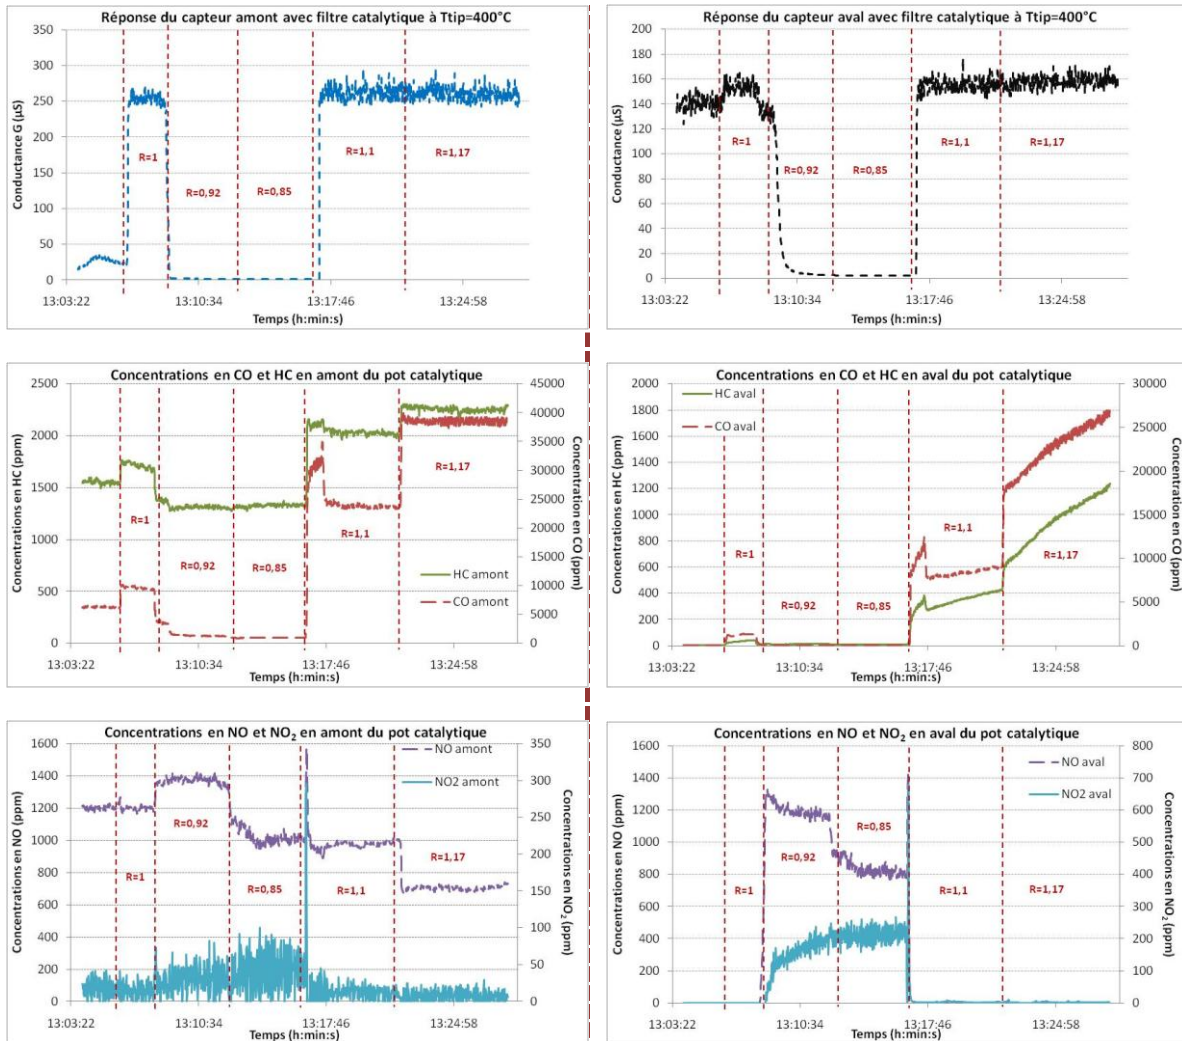 Réponse du capteur amont avec filtre catalytique à Ttip=400°C
Conductance G (µS)
350
300
250
200
150
100
50
0
R=1
R=0,92
R=0,85
R=1,1
R=1,17
13:03:22 13:10:34 13:17:46 13:24:58
Temps (h:min:s)
Réponse du capteur aval avec filtre catalytique à Ttip=400°C
Conductance (µS)
200
180
160
140
120
100
80
60
40
20
0
R=1
R=0,92
R=0,85
R=1,1
R=1,17
13:03:22 13:10:34 13:17:46 13:24:58
Temps (h:min:s)
Concentrations en CO et HC en amont du pot catalytique
Concentrations en HC (ppm)
2500
2000
1500
1000
500
0
R=1
R=0,92
R=0,85
R=1,1
R=1,17
HC amont
CO amont
45000
40000
35000
30000
25000
20000
15000
10000
5000
0
Concentration en CO (ppm)
13:03:22 13:10:34 13:17:46 13:24:58
Temps (h:min:s)
Concentrations en CO et HC en aval du pot catalytique
Concentrations en HC (ppm)
2000
1800
1600
1400
1200
1000
800
600
400
200
0
HC aval
CO aval
R=1
R=0,92
R=0,85
R=1,1
R=1,17
30000
25000
20000
15000
10000
5000
0
Concentration en CO (ppm)
13:03:22 13:10:34 13:17:46 13:24:58
Temps (h:min:s)
Concentrations en NO et NO₂ en amont du pot catalytique
Concentrations en NO (ppm)
1600
1400
1200
1000
800
600
400
200
0
NO amont
NO2 amont
R=1
R=0,92
R=0,85
R=1,1
R=1,17
350
300
250
200
150
100
50
0
Concentrations en NO₂ (ppm)
13:03:22 13:10:34 13:17:46 13:24:58
Temps (h:min:s)
Concentrations en NO et NO₂ en aval du pot catalytique
Concentrations en NO (ppm)
1600
1400
1200
1000
800
600
400
200
0
NO aval
NO2 aval
R=1
R=0,92
R=0,85
R=1,1
R=1,17
800
700
600
500
400
300
200
100
0
Concentrations en NO₂ (ppm)
13:03:22 13:10:34 13:17:46 13:24:58
Temps (h:min:s)